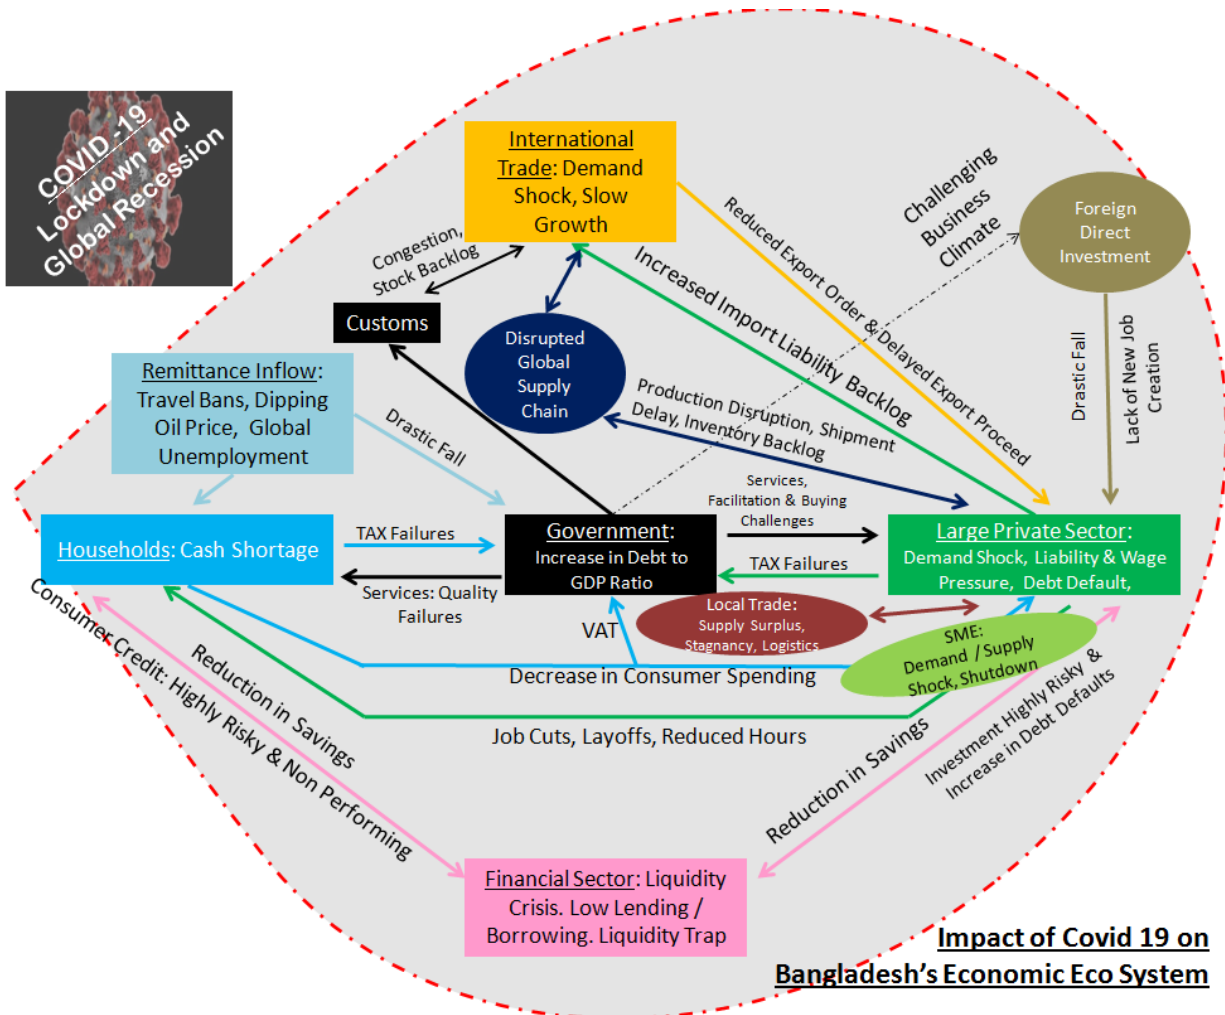 COVID -19
Lockdown and
Global Recession
International
Trade: Demand
Shock, Slow
Growth
Challenging
Business
Climate
Foreign
Direct
Investment
Congestion,
Stock Backlog
Customs
Reduced Export Order & Delayed Export Proceed
Increased Import Liability Backlog
Disrupted
Global
Supply
Chain
Drastic Fall
Lack of New Job
Creation
Remittance Inflow:
Travel Bans, Dipping
Oil Price, Global
Unemployment
Drastic Fall
Production Disruption, Shipment
Delay, Inventory Backlog
Services,
Facilitation & Buying
Challenges
Households: Cash Shortage
TAX Failures
Services: Quality
Failures
Government:
Increase in Debt to
GDP Ratio
TAX Failures
Large Private Sector:
Demand Shock, Liability & Wage
Pressure, Debt Default,
Local Trade:
Supply Surplus,
Stagnancy, Logistics
VAT
SME:
Demand / Supply
Shock, Shutdown
Decrease in Consumer Spending
Job Cuts, Layoffs, Reduced Hours
Reduction in Savings
Consumer Credit: Highly Risky & Non Performing
Reduction in Savings
Investment Highly Risky &
Increase in Debt Defaults
Financial Sector: Liquidity
Crisis. Low Lending /
Borrowing. Liquidity Trap
Impact of Covid 19 on
Bangladesh's Economic Eco System